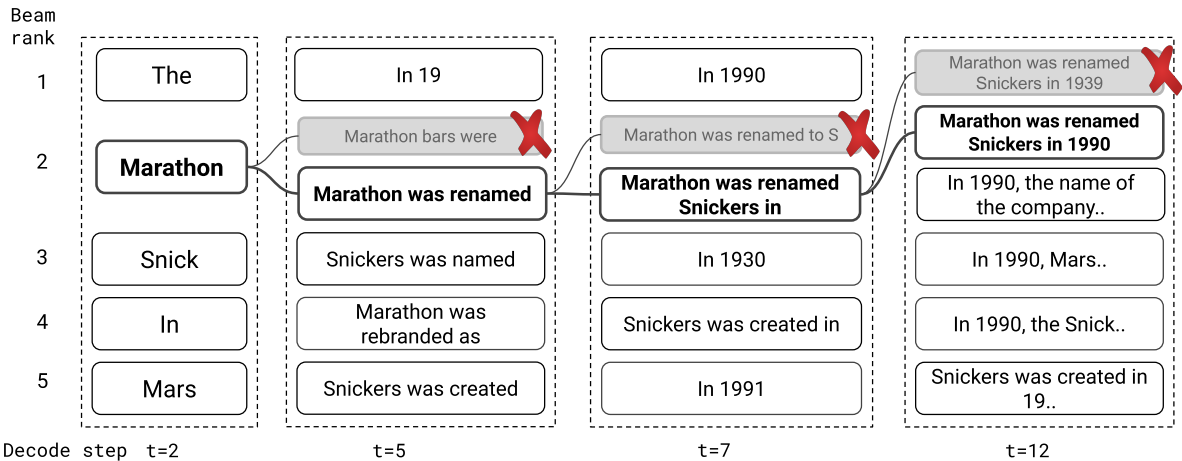 Beam
rank
1
2
3
4
5
The
Marathon
Snick
In
Mars
In 19
Marathon bars were
Marathon was renamed
Snickers was named
Marathon was
rebranded as
Snickers was created
In 1990
Marathon was renamed to S
Marathon was renamed
Snickers in
In 1930
Snickers was created in
In 1991
Marathon was renamed
Snickers in 1939
Marathon was renamed
Snickers in 1990
In 1990, the name of
the company..
In 1990, Mars..
In 1990, the Snick..
Snickers was created in
19..
Decode step t=2 t=5 t=7 t=12